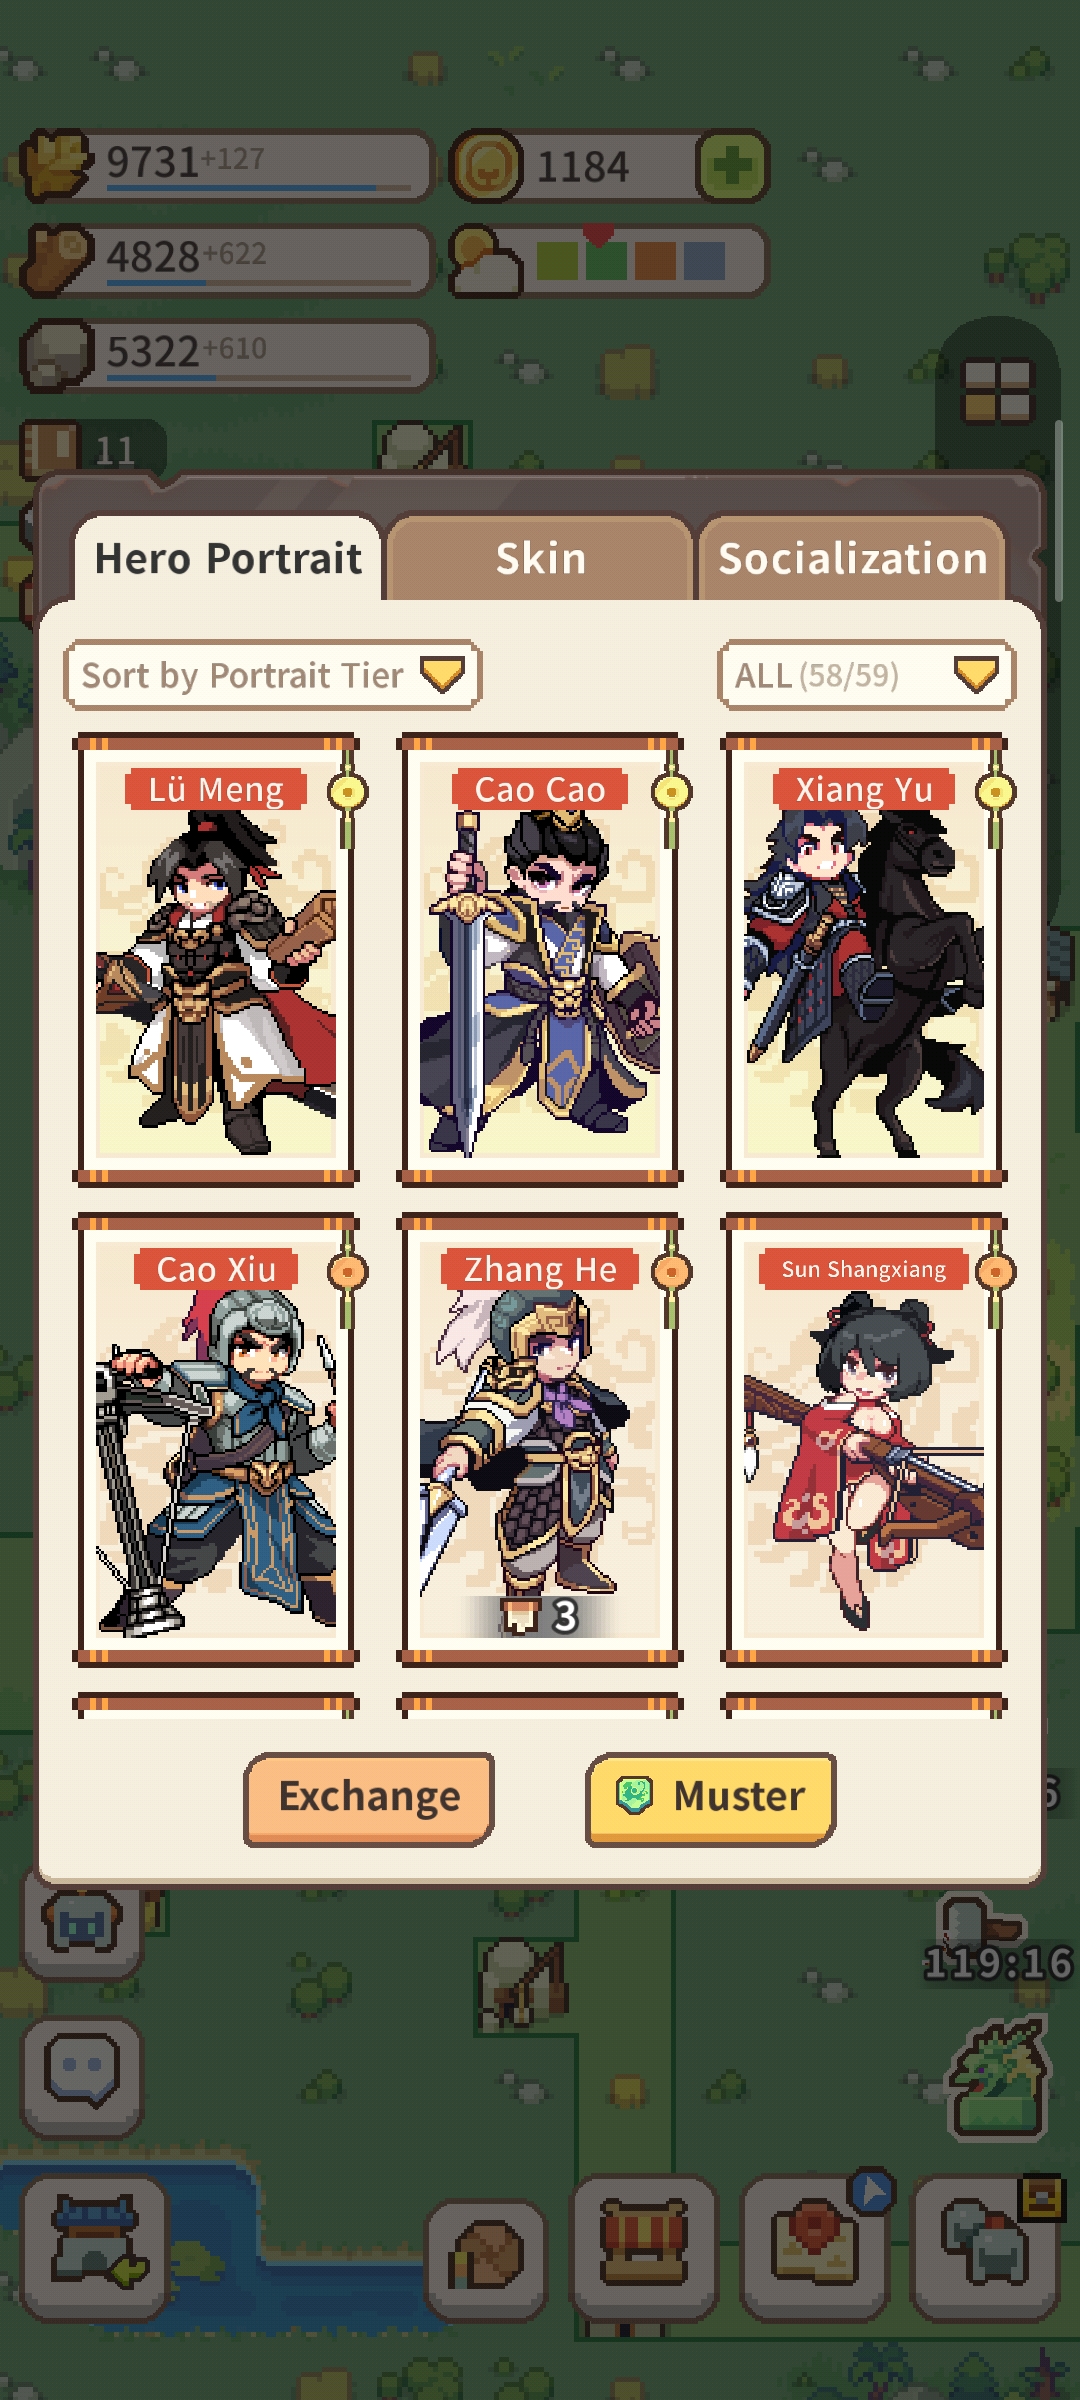 9731+127
1184
4828+622
5322+610
11
Hero Portrait
Skin
Socialization
Sort by Portrait Tier
ALL (58/59)
Lü Meng
Cao Cao
Xiang Yu
Cao Xiu
Zhang He
Sun Shangxiang
3
Exchange
Muster
6
119:16